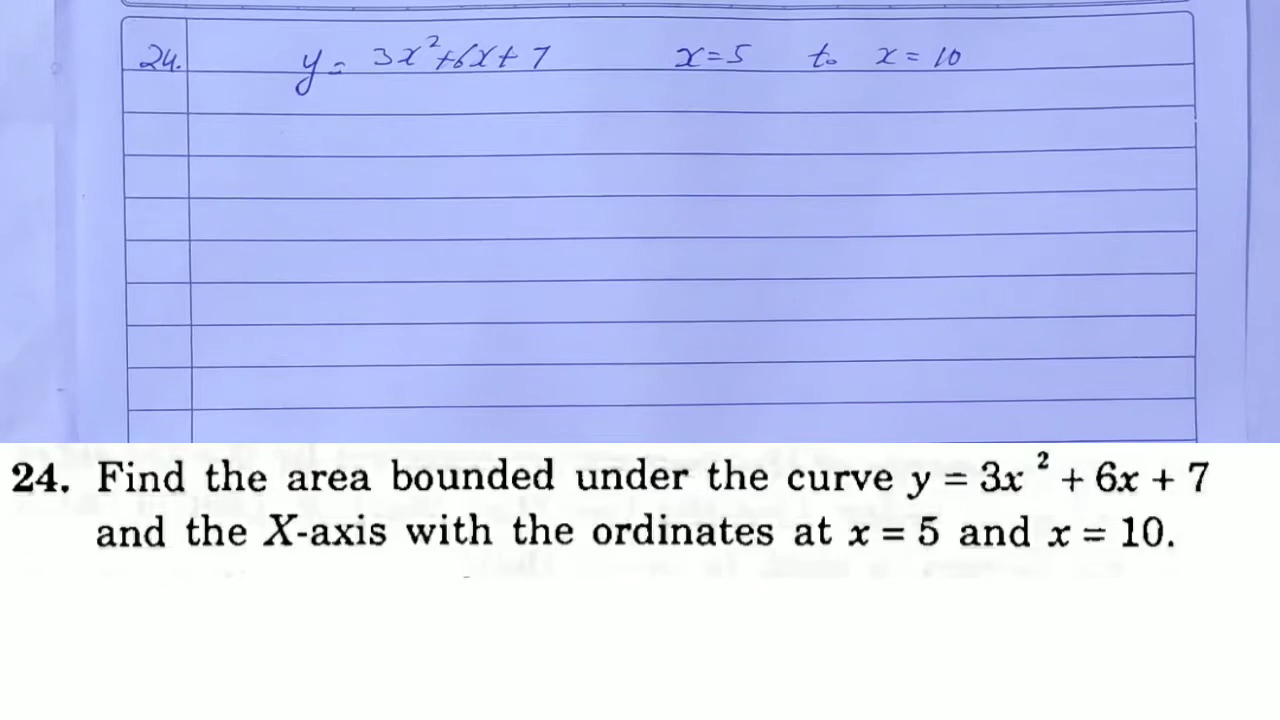 24. y = 3x²+6x+7 x=5 to x = 10
24. Find the area bounded under the curve y = 3x² + 6x + 7
and the X-axis with the ordinates at x = 5 and x = 10.